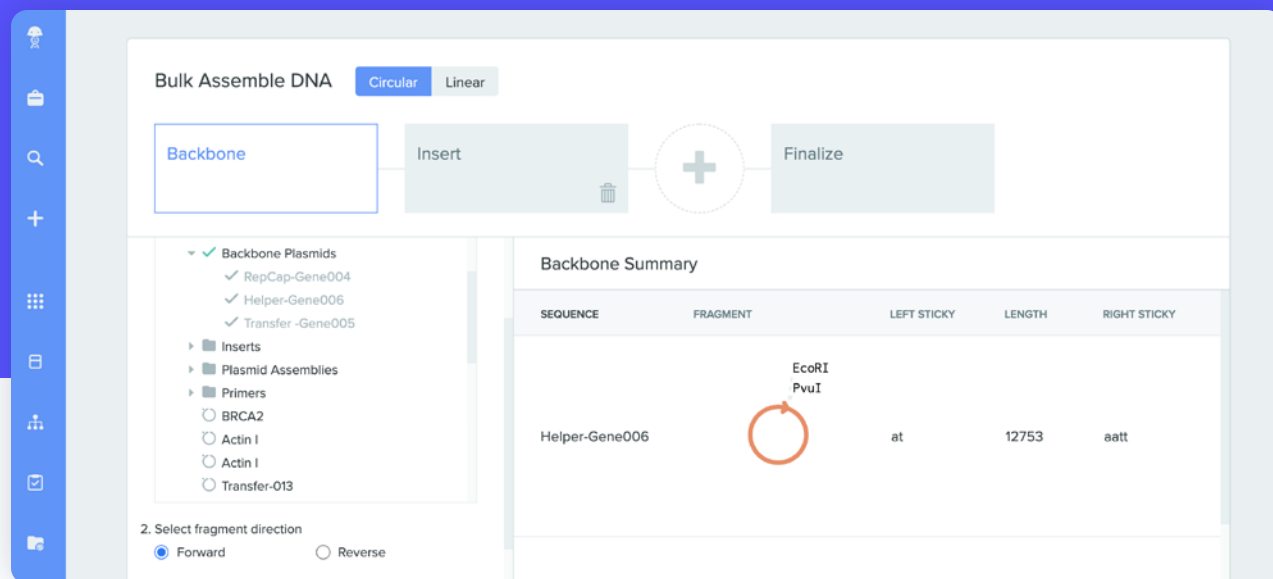 Bulk Assemble DNA
Circular
Linear
Backbone
Insert
Finalize
Backbone Plasmids
RepCap-Gene004
Helper-Gene006
Transfer -Gene005
Inserts
Plasmid Assemblies
Primers
BRCA2
Actin I
Actin I
Transfer-013
2. Select fragment direction
Forward
Reverse
Backbone Summary
SEQUENCE FRAGMENT LEFT STICKY LENGTH RIGHT STICKY
EcoRI
PvuI
Helper-Gene006 at 12753 aatt